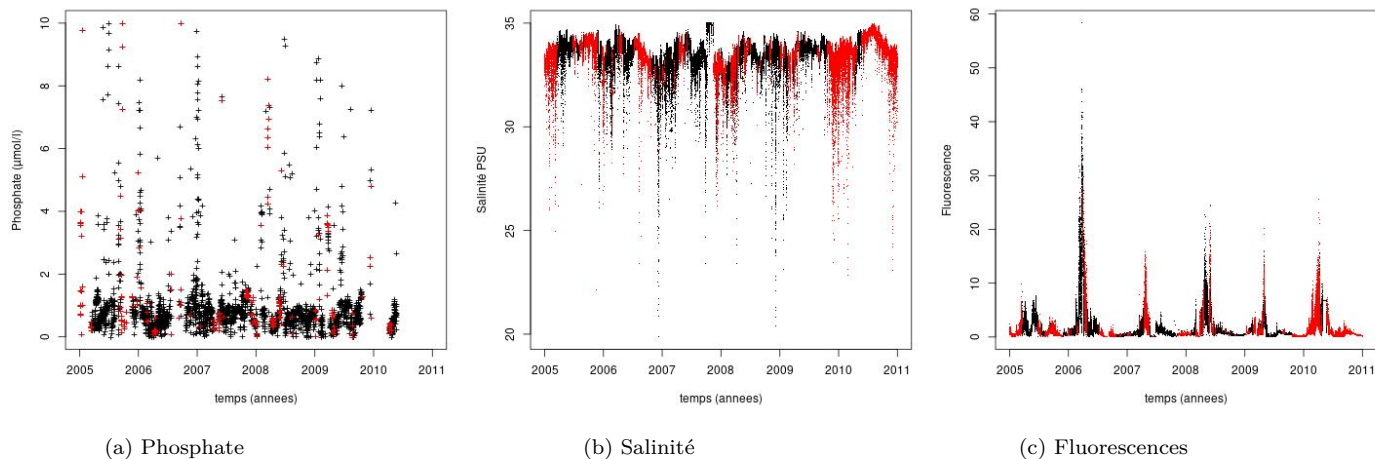 Phosphate (µmol/l)
10
8
6
4
2
0
2005 2006 2007 2008 2009 2010 2011
temps (annees)
(a) Phosphate
Salinité PSU
35
30
25
20
2005 2006 2007 2008 2009 2010 2011
temps (annees)
(b) Salinité
Fluorescence
60
50
40
30
20
10
0
2005 2006 2007 2008 2009 2010 2011
temps (annees)
(c) Fluorescences